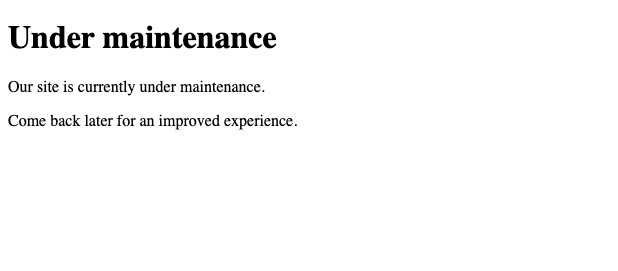 Under maintenance
Our site is currently under maintenance.
Come back later for an improved experience.